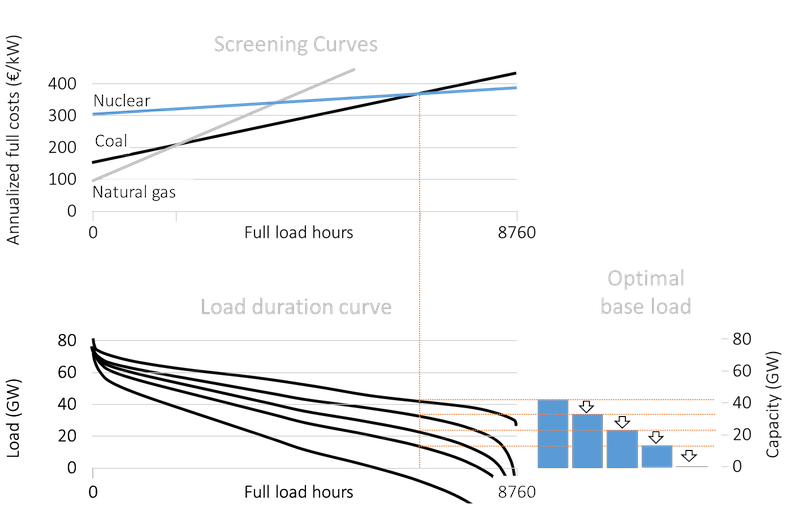 Screening Curves
Annualized full costs (€/kW)
400
300
200
100
0
Nuclear
Coal
Natural gas
0
Full load hours
8760
Load duration curve
Optimal
base load
Load (GW)
80
60
40
20
0
0
Full load hours
8760
80
60
40
20
0
Capacity (GW)